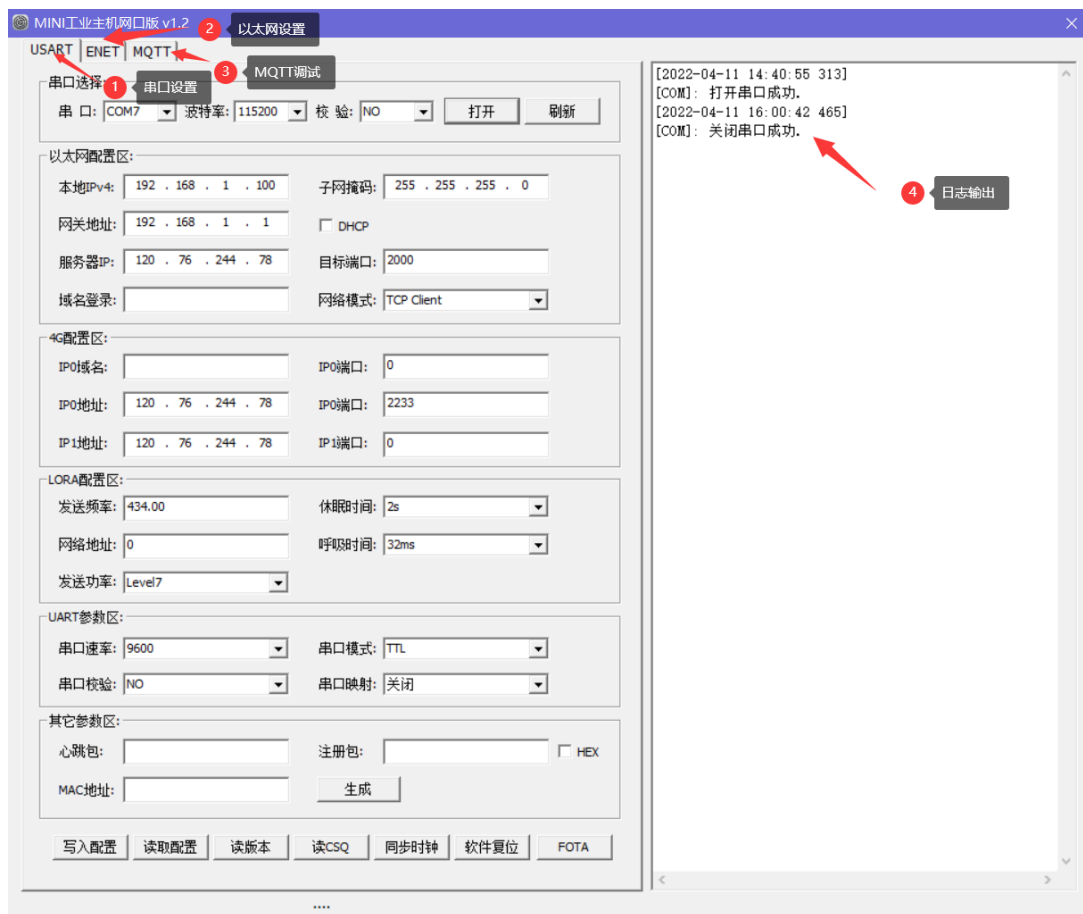 MINI工业主机网口版 v1.2
2 以太网设置
USART ENET MQTT
3 MQTT调试
1 串口设置
串口选择:
串 口: COM7 波特率: 115200 校 验: NO 打开 刷新
以太网配置区:
本地IPv4: 192 . 168 . 1 . 100 子网掩码: 255 . 255 . 255 . 0
网关地址: 192 . 168 . 1 . 1 DHCP
服务器IP: 120 . 76 . 244 . 78 目标端口: 2000
域名登录: 网络模式: TCP Client
4G配置区:
IP0域名: IP0端口: 0
IP0地址: 120 . 76 . 244 . 78 IP0端口: 2233
IP1地址: 120 . 76 . 244 . 78 IP1端口: 0
LORA配置区:
发送频率: 434.00 休眠时间: 2s
网络地址: 0 呼吸时间: 32ms
发送功率: Level7
UART参数区:
串口速率: 9600 串口模式: TTL
串口校验: NO 串口映射: 关闭
其它参数区:
心跳包: 注册包: HEX
MAC地址: 生成
写入配置 读取配置 读版本 读CSQ 同步时钟 软件复位 FOTA
[2022-04-11 14:40:55 313]
[COM]: 打开串口成功.
[2022-04-11 16:00:42 465]
[COM]: 关闭串口成功.
4 日志输出
....